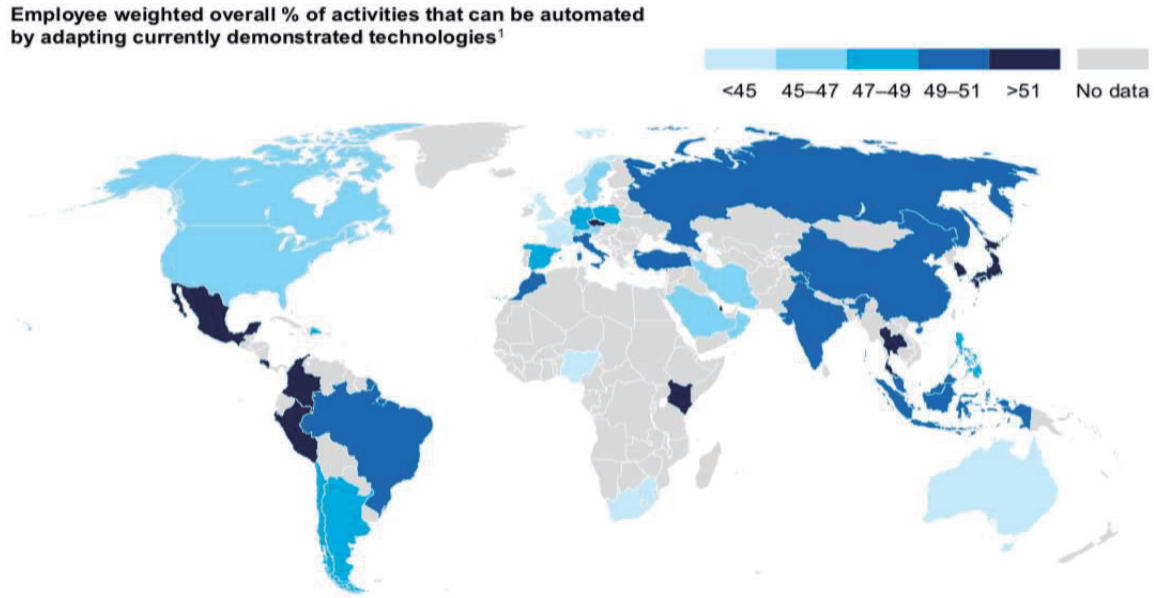 Employee weighted overall % of activities that can be automated
by adapting currently demonstrated technologies¹
<45 45–47 47–49 49–51 >51 No data